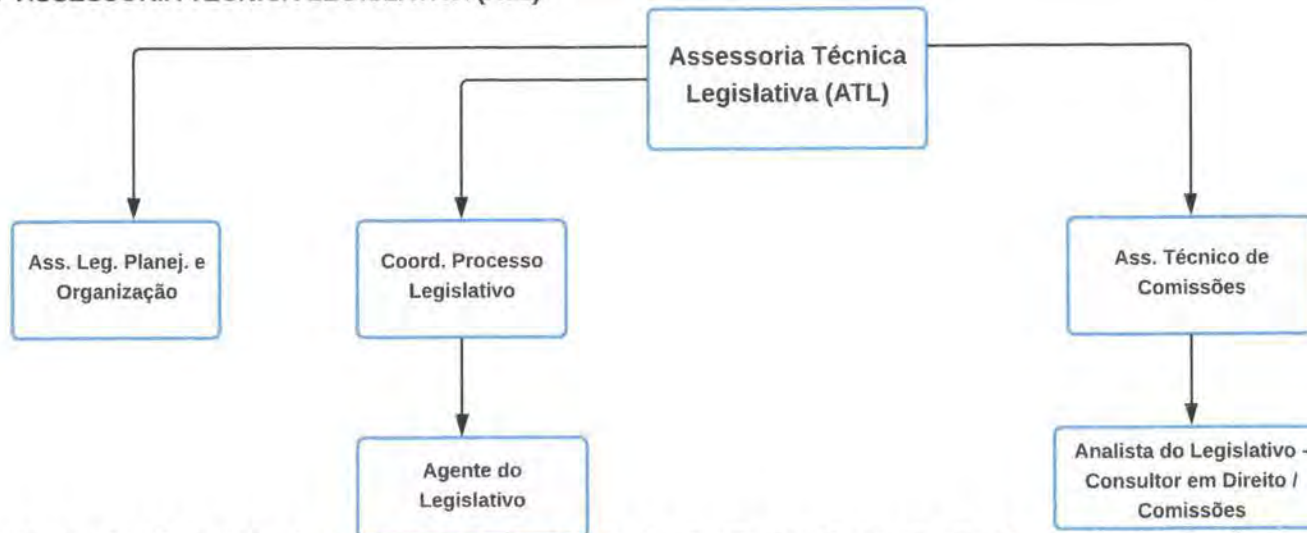 Assessoria Técnica
Legislativa (ATL)
Ass. Leg. Planej. e
Organização
Coord. Processo
Legislativo
Ass. Técnico de
Comissões
Agente do
Legislativo
Analista do Legislativo -
Consultor em Direito /
Comissões